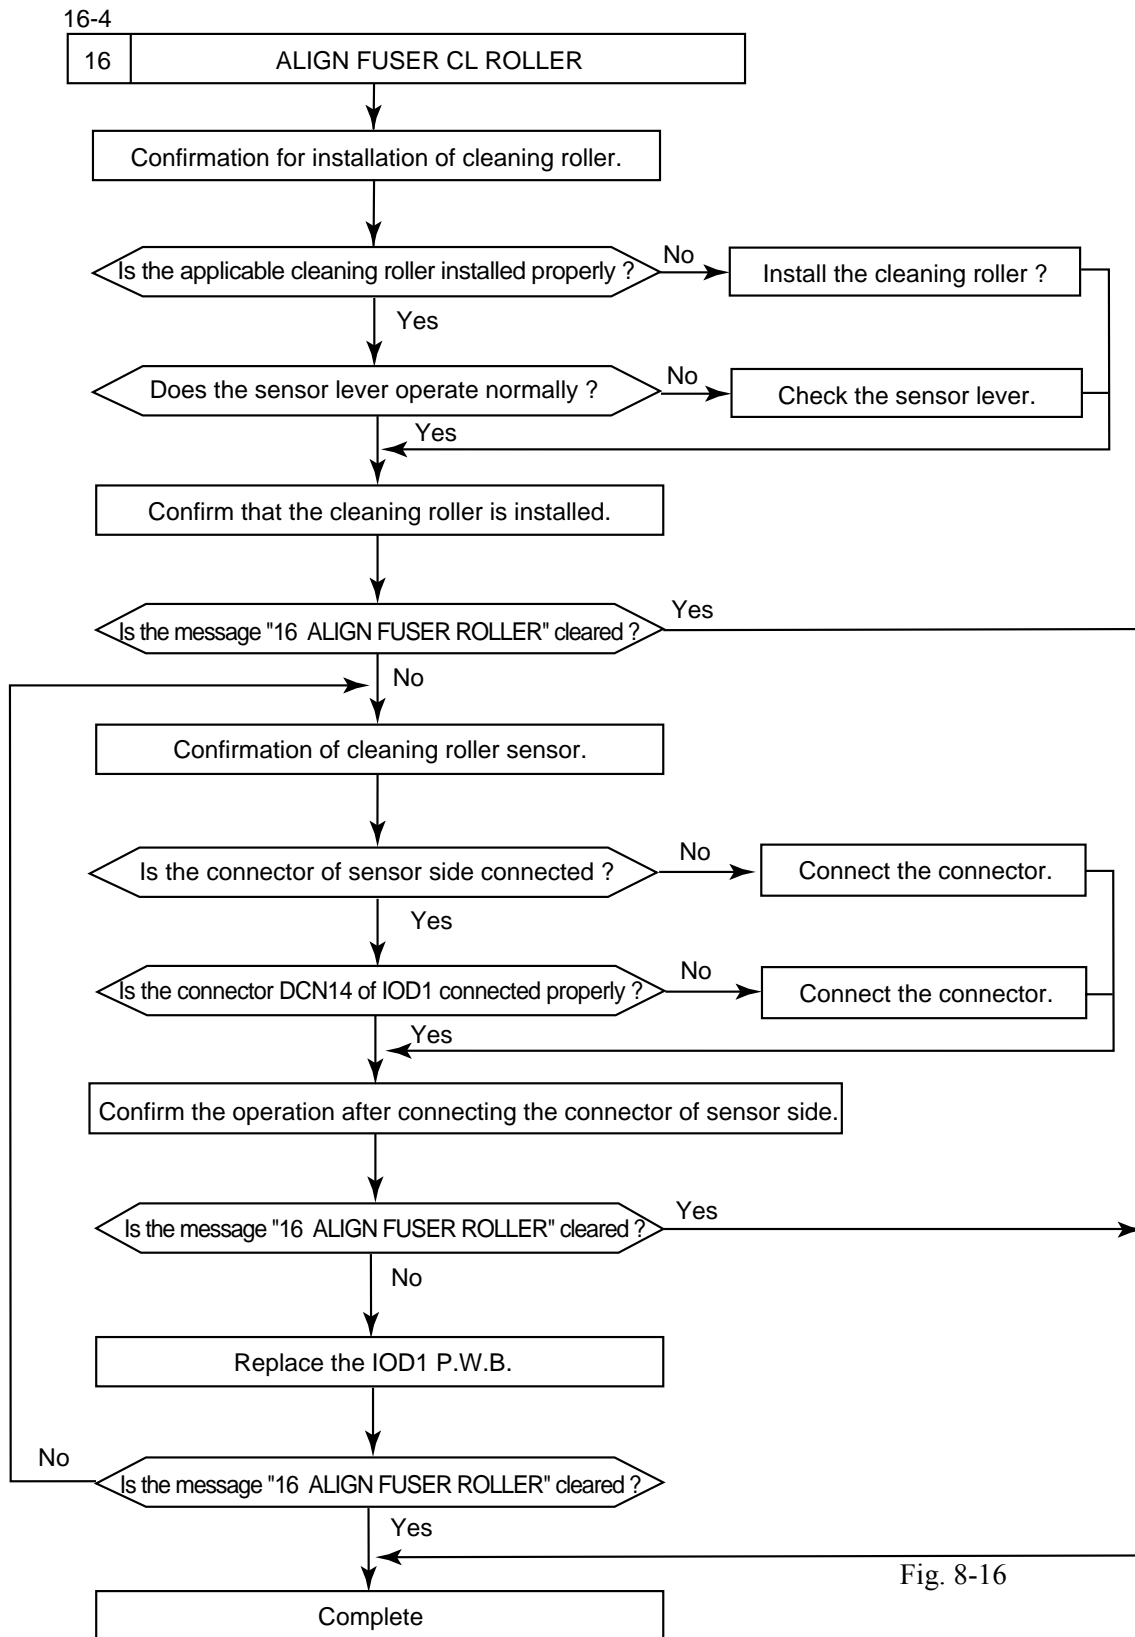 16-4
16 ALIGN FUSER CL ROLLER
Confirmation for installation of cleaning roller.
Is the applicable cleaning roller installed properly ?
No
Install the cleaning roller ?
Yes
Does the sensor lever operate normally ?
No
Check the sensor lever.
Yes
Confirm that the cleaning roller is installed.
Is the message "16 ALIGN FUSER ROLLER" cleared ?
Yes
No
Confirmation of cleaning roller sensor.
Is the connector of sensor side connected ?
No
Connect the connector.
Yes
Is the connector DCN14 of IOD1 connected properly ?
No
Connect the connector.
Yes
Confirm the operation after connecting the connector of sensor side.
Is the message "16 ALIGN FUSER ROLLER" cleared ?
Yes
No
Replace the IOD1 P.W.B.
No
Is the message "16 ALIGN FUSER ROLLER" cleared ?
Yes
Fig. 8-16
Complete